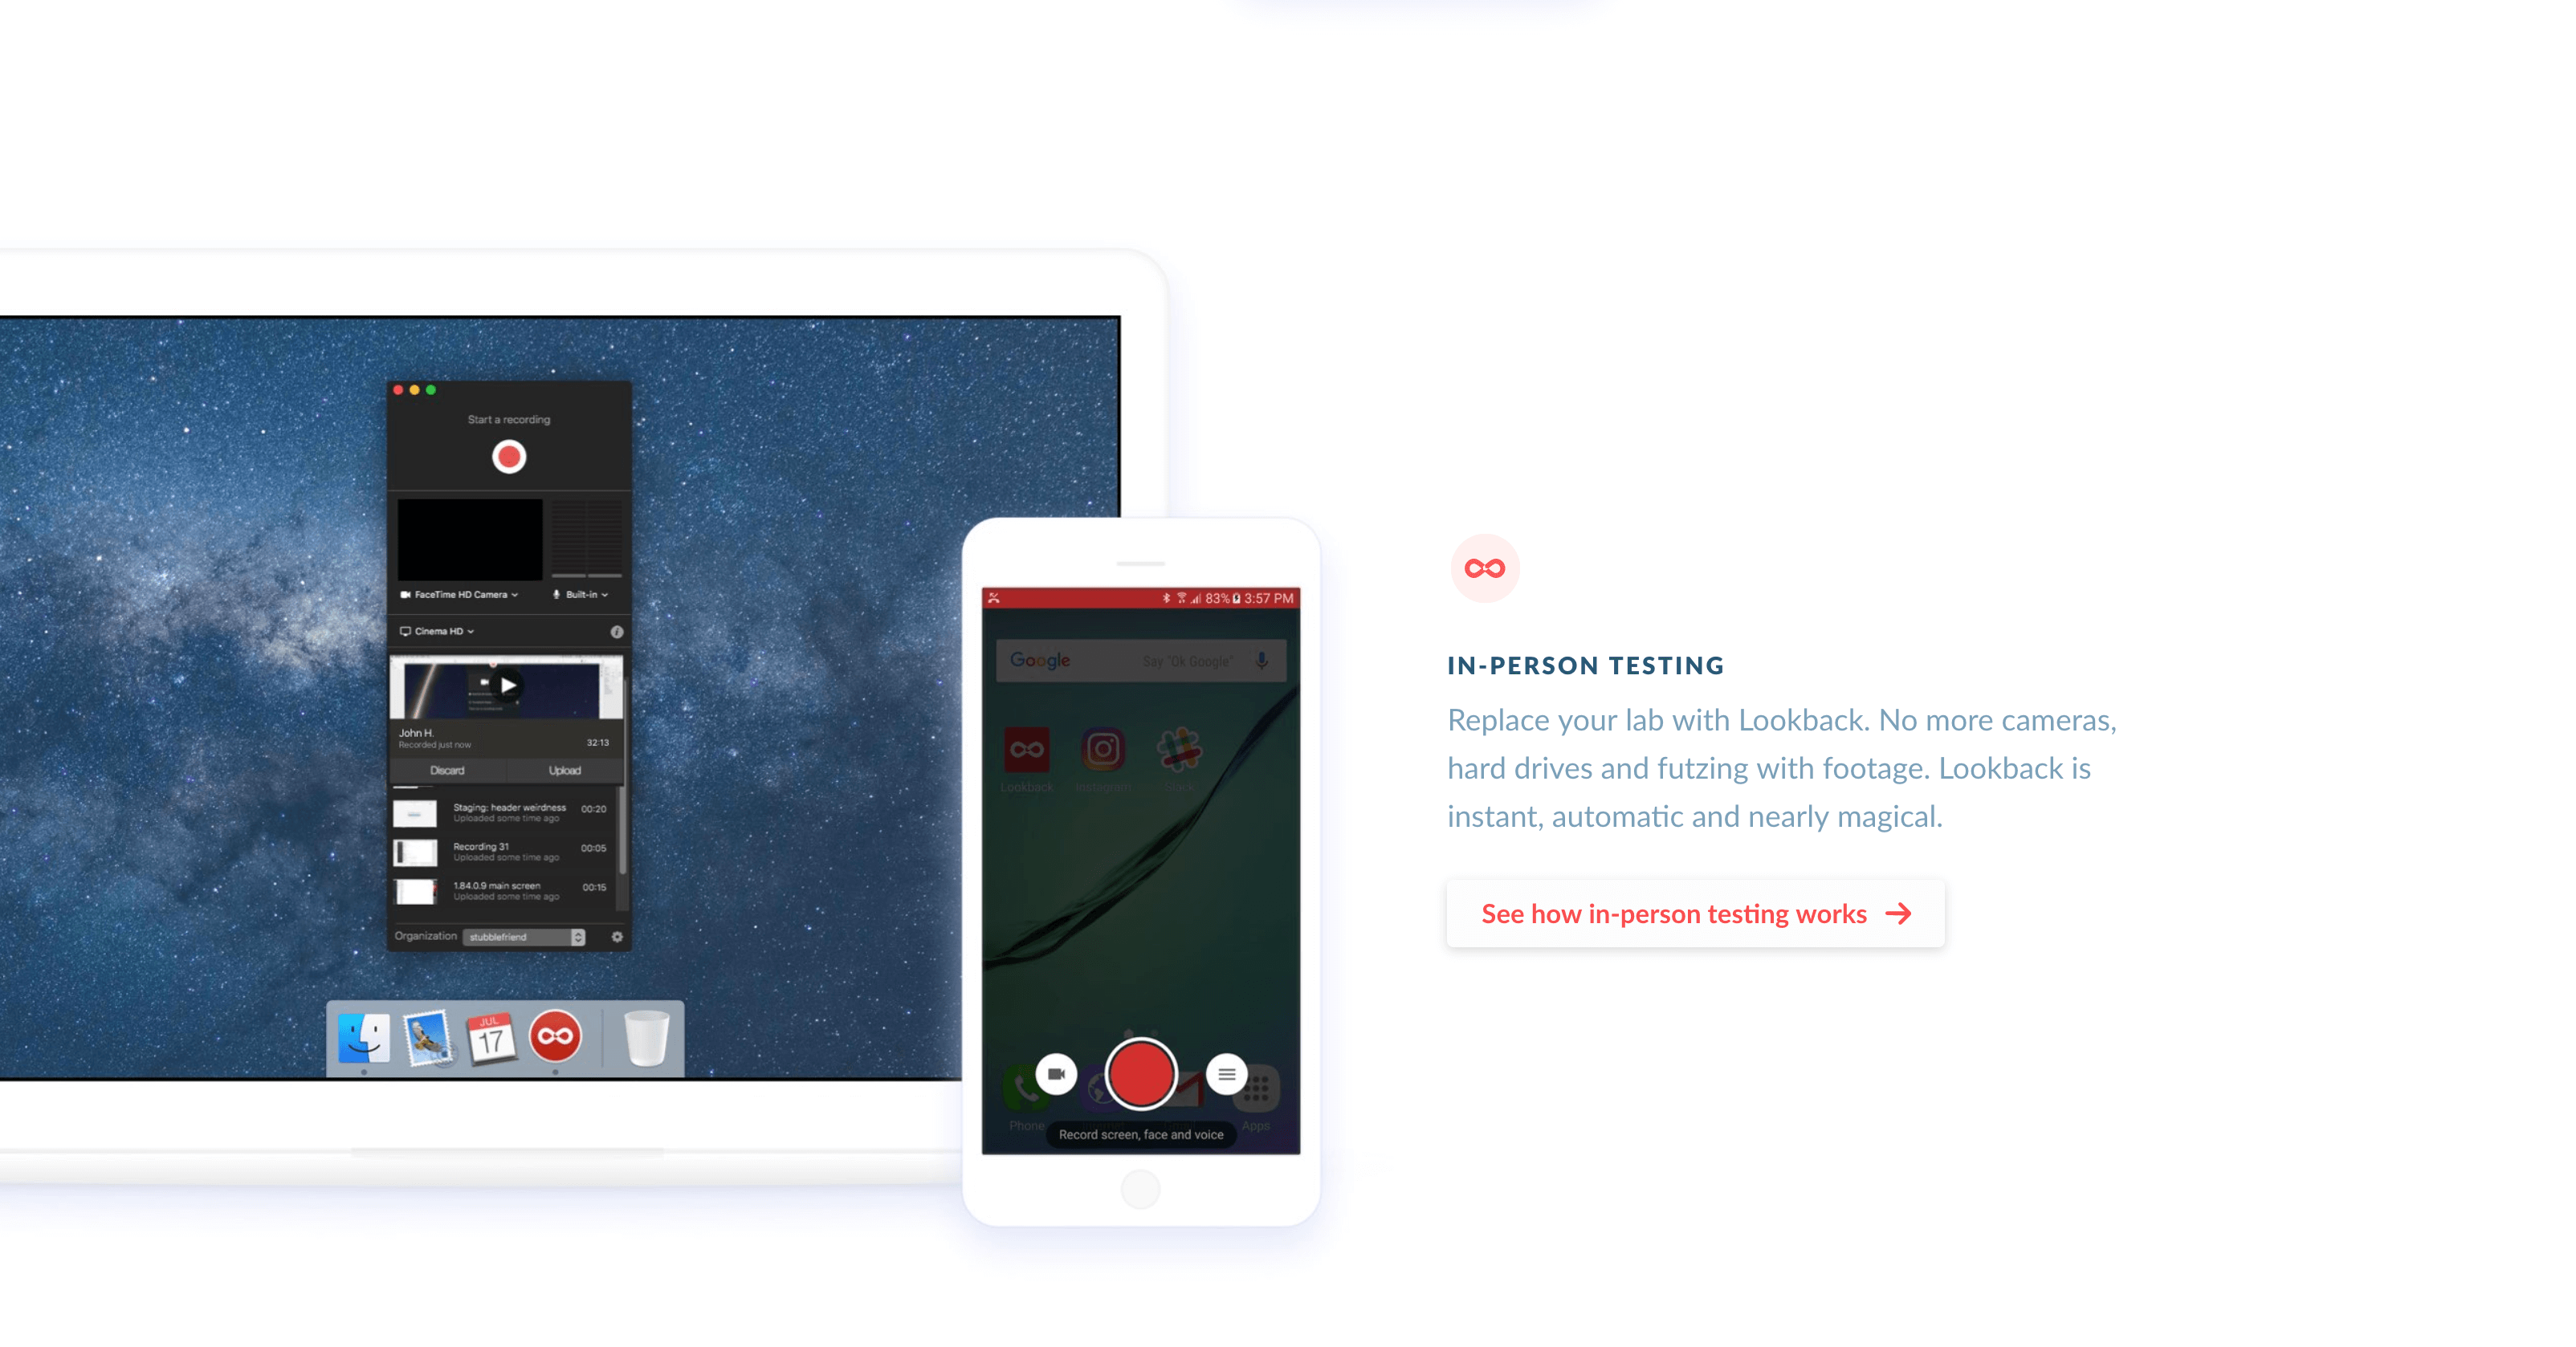 Start a recording
FaceTime HD Camera
Built-in
Cinema HD
John H.
Recorded just now
32:13
Discard
Upload
Staging: header weirdness
00:20
Uploaded some time ago
Recording 31
00:05
Uploaded some time ago
1.84.0.9 main screen
00:15
Uploaded some time ago
Organization
stubblefriend
JUL
17
83%
3:57 PM
Google
Say "Ok Google"
Lookback
Instagram
Slack
Phone
Apps
Record screen, face and voice
IN-PERSON TESTING
Replace your lab with Lookback. No more cameras,
hard drives and futzing with footage. Lookback is
instant, automatic and nearly magical.
See how in-person testing works